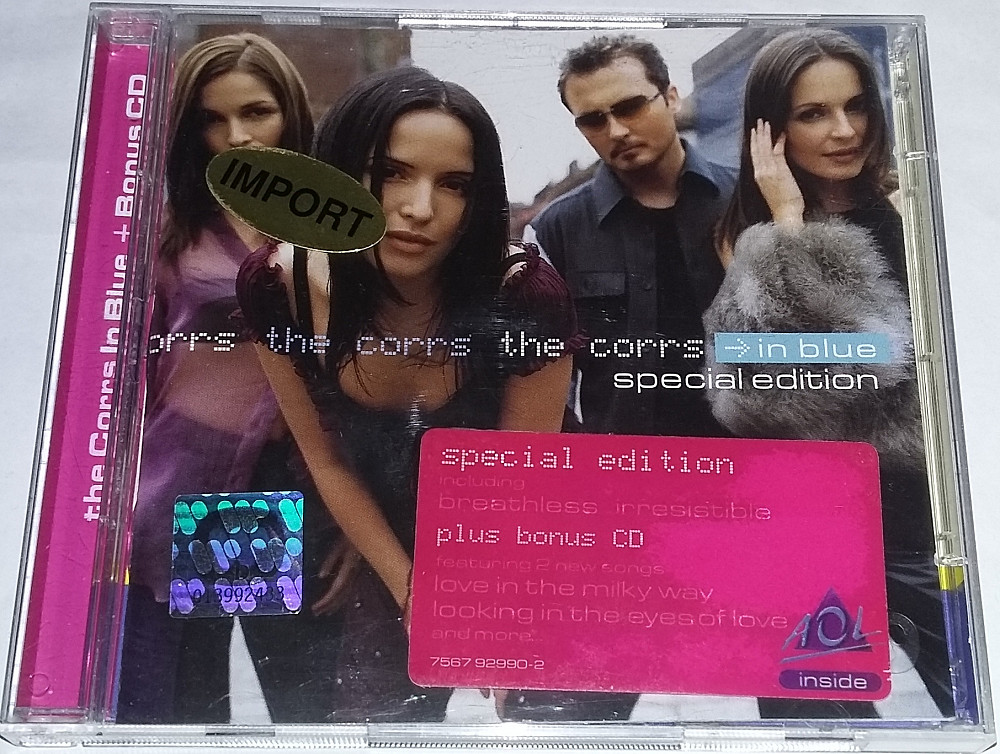 the Corrs In Blue + Bonus CD
IMPORT
orrs the corrs the corrs → in blue
special edition
special edition
including
breathless irresistible
plus bonus CD
featuring 2 new songs
love in the milky way
looking in the eyes of love
and more...
7567 92990-2
AOL
inside